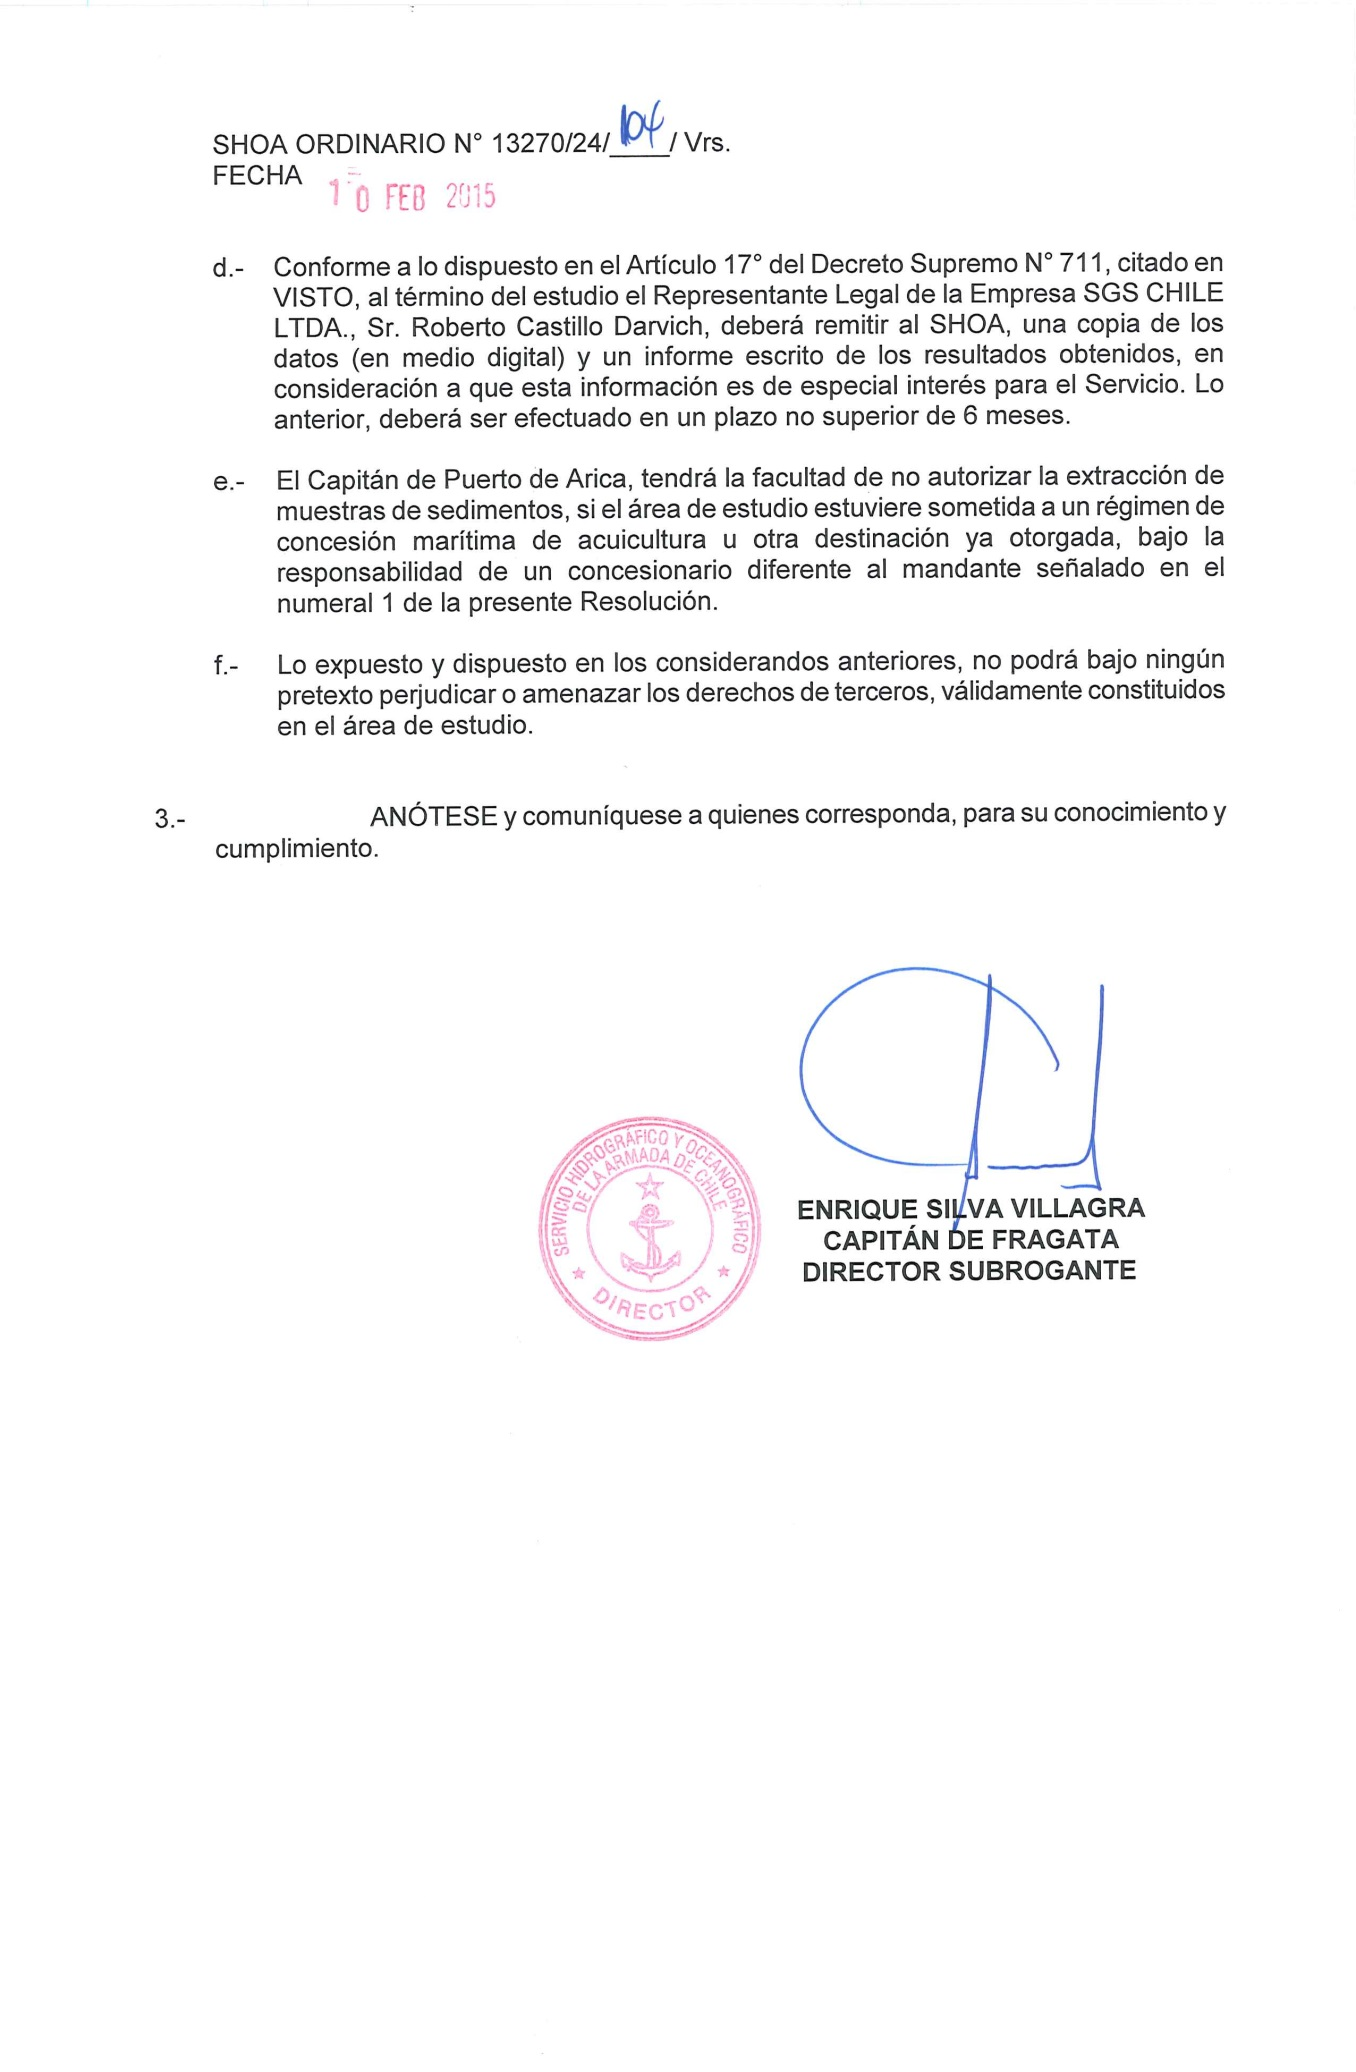 SHOA ORDINARIO N° 13270/24/104/ Vrs.
FECHA
10 FEB 2015
d.- Conforme a lo dispuesto en el Artículo 17° del Decreto Supremo N° 711, citado en
VISTO, al término del estudio el Representante Legal de la Empresa SGS CHILE
LTDA., Sr. Roberto Castillo Darvich, deberá remitir al SHOA, una copia de los
datos (en medio digital) y un informe escrito de los resultados obtenidos, en
consideración a que esta información es de especial interés para el Servicio. Lo
anterior, deberá ser efectuado en un plazo no superior de 6 meses.
e.- El Capitán de Puerto de Arica, tendrá la facultad de no autorizar la extracción de
muestras de sedimentos, si el área de estudio estuviere sometida a un régimen de
concesión marítima de acuicultura u otra destinación ya otorgada, bajo la
responsabilidad de un concesionario diferente al mandante señalado en el
numeral 1 de la presente Resolución.
f.- Lo expuesto y dispuesto en los considerandos anteriores, no podrá bajo ningún
pretexto perjudicar o amenazar los derechos de terceros, válidamente constituidos
en el área de estudio.
3.- ANÓTESE y comuníquese a quienes corresponda, para su conocimiento y
cumplimiento.
SERVICIO HIDROGRÁFICO Y OCEANOGRÁFICO
DE LA ARMADA DE CHILE
DIRECTOR
ENRIQUE SILVA VILLAGRA
CAPITÁN DE FRAGATA
DIRECTOR SUBROGANTE